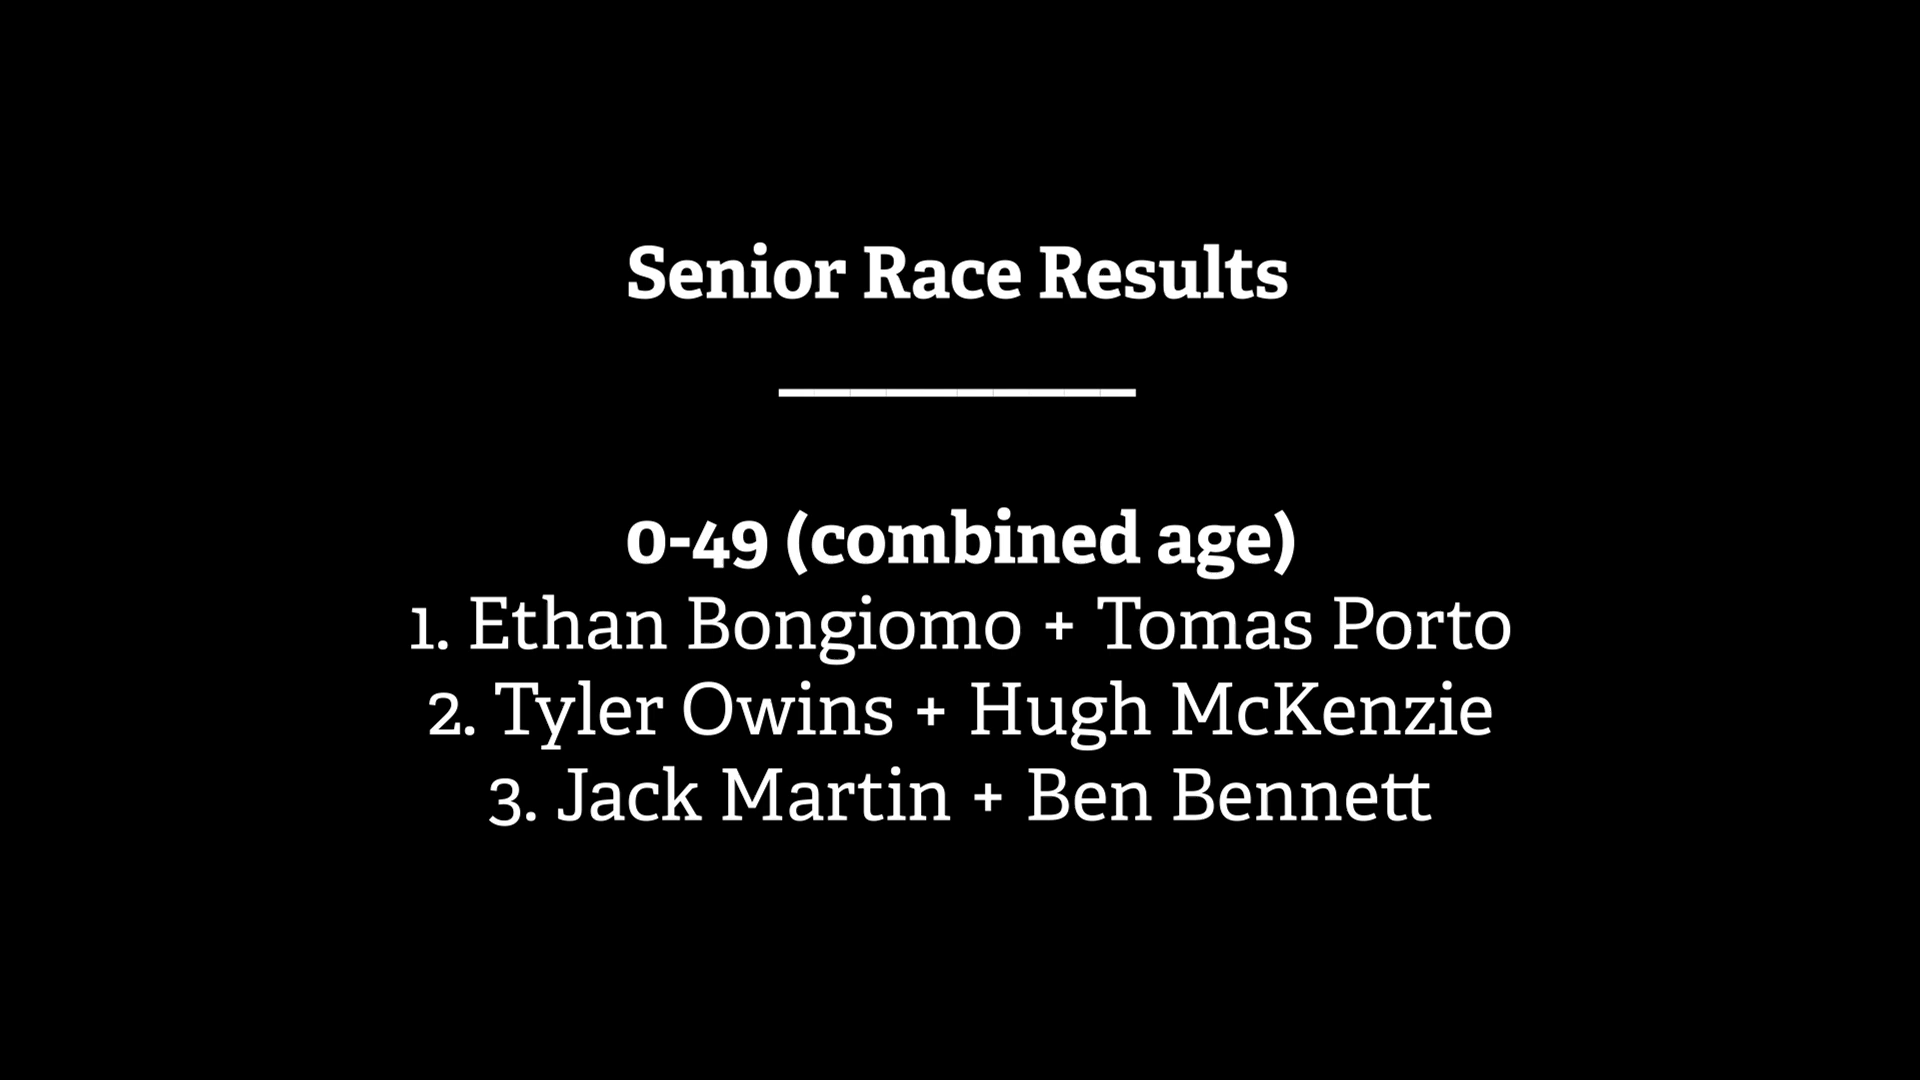 Senior Race Results
0-49 (combined age)
1. Ethan Bongiomo + Tomas Porto
2. Tyler Owins + Hugh McKenzie
3. Jack Martin + Ben Bennett